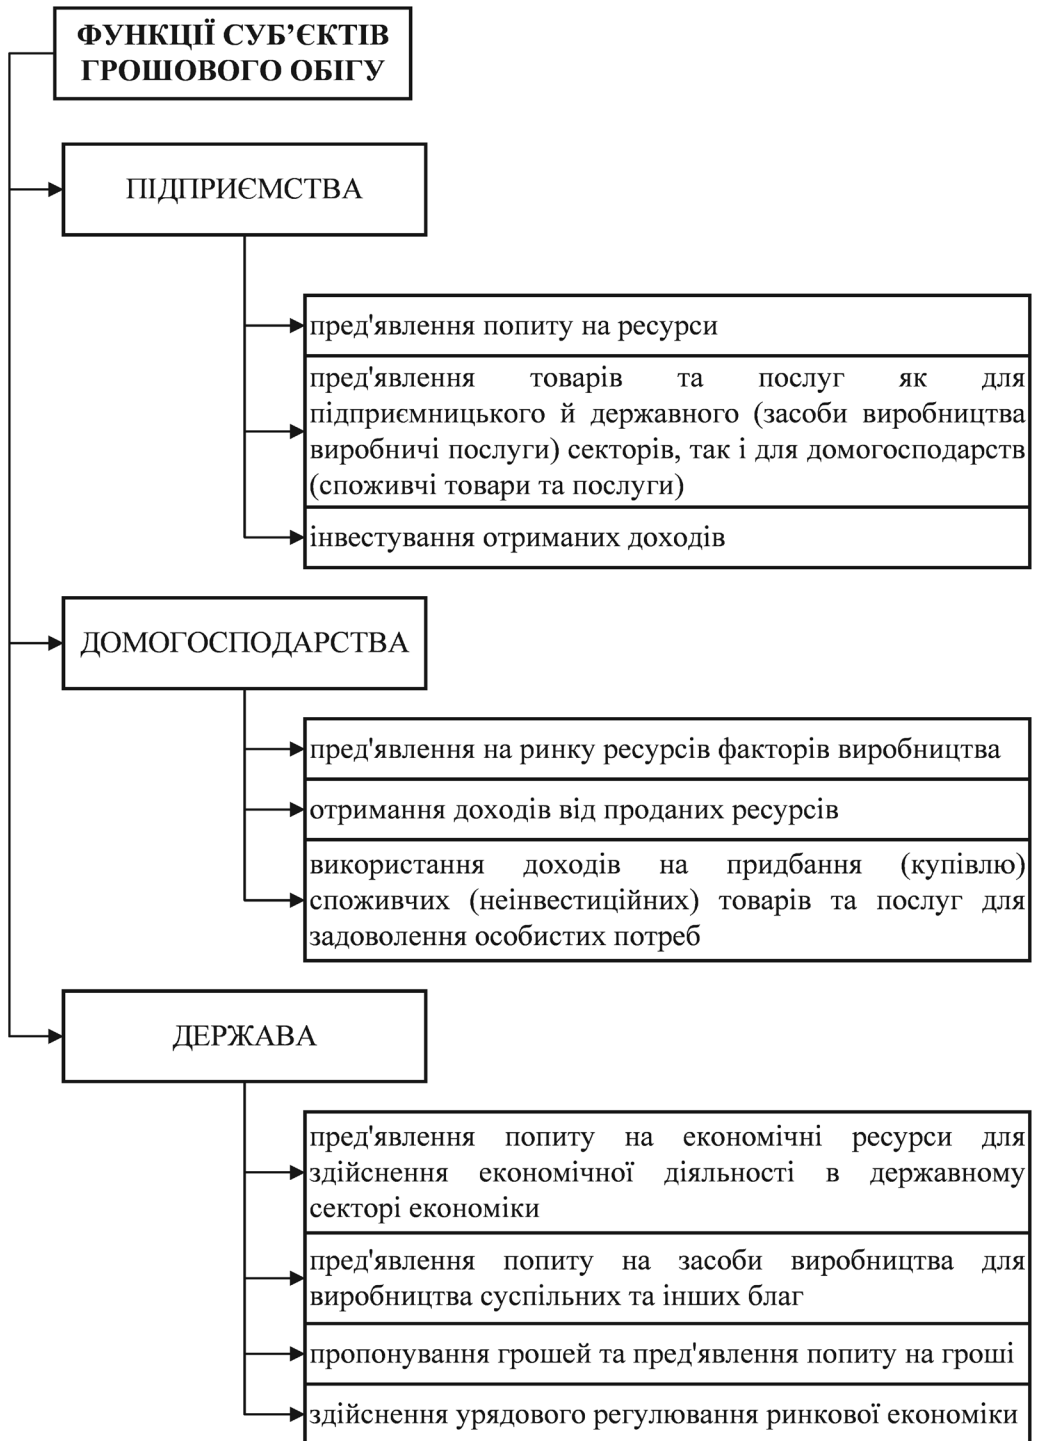 ФУНКЦІЇ СУБ’ЄКТІВ
ГРОШОВОГО ОБІГУ
ПІДПРИЄМСТВА
пред'явлення попиту на ресурси
пред'явлення товарів та послуг як для
підприємницького й державного (засоби виробництва
виробничі послуги) секторів, так і для домогосподарств
(споживчі товари та послуги)
інвестування отриманих доходів
ДОМОГОСПОДАРСТВА
пред'явлення на ринку ресурсів факторів виробництва
отримання доходів від проданих ресурсів
використання доходів на придбання (купівлю)
споживчих (неінвестиційних) товарів та послуг для
задоволення особистих потреб
ДЕРЖАВА
пред'явлення попиту на економічні ресурси для
здійснення економічної діяльності в державному
секторі економіки
пред'явлення попиту на засоби виробництва для
виробництва суспільних та інших благ
пропонування грошей та пред'явлення попиту на гроші
здійснення урядового регулювання ринкової економіки